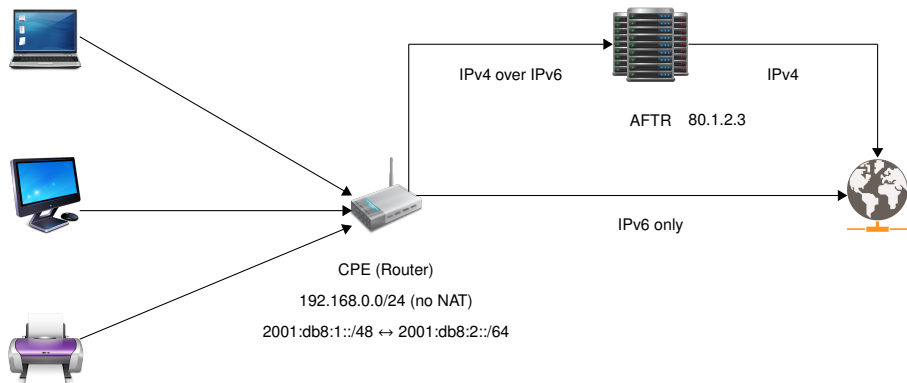 IPv4 over IPv6
IPv4
AFTR 80.1.2.3
IPv6 only
CPE (Router)
192.168.0.0/24 (no NAT)
2001:db8:1::/48 ↔ 2001:db8:2::/64